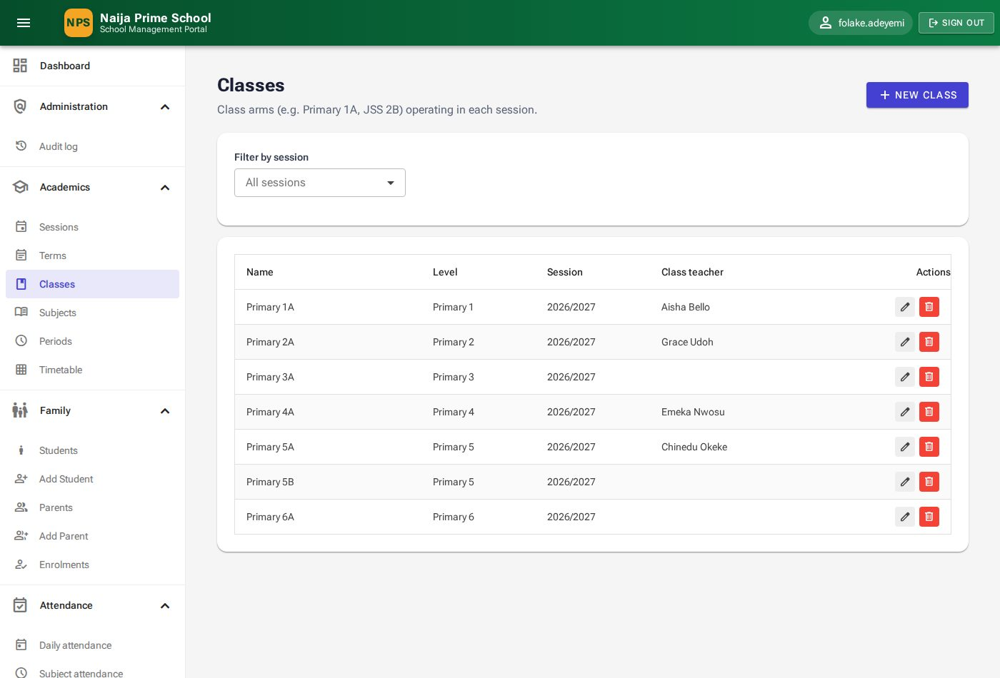 NPS
Naija Prime School
School Management Portal
folake.adeyemi
SIGN OUT
Dashboard
Administration
Audit log
Academics
Sessions
Terms
Classes
Subjects
Periods
Timetable
Family
Students
Add Student
Parents
Add Parent
Enrolments
Attendance
Daily attendance
Subject attendance
Classes
Class arms (e.g. Primary 1A, JSS 2B) operating in each session.
NEW CLASS
Filter by session
All sessions
Name Level Session Class teacher Actions
Primary 1A Primary 1 2026/2027 Aisha Bello
Primary 2A Primary 2 2026/2027 Grace Udoh
Primary 3A Primary 3 2026/2027
Primary 4A Primary 4 2026/2027 Emeka Nwosu
Primary 5A Primary 5 2026/2027 Chinedu Okeke
Primary 5B Primary 5 2026/2027
Primary 6A Primary 6 2026/2027